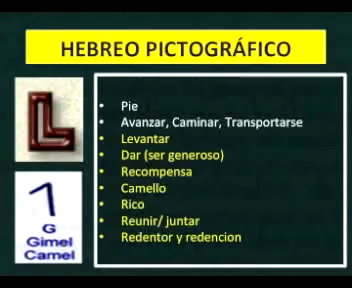 HEBREO PICTOGRÁFICO
Pie
Avanzar, Caminar, Transportarse
Levantar
Dar (ser generoso)
Recompensa
Camello
Rico
Reunir/ juntar
Redentor y redencion
G
Gimel
Camel